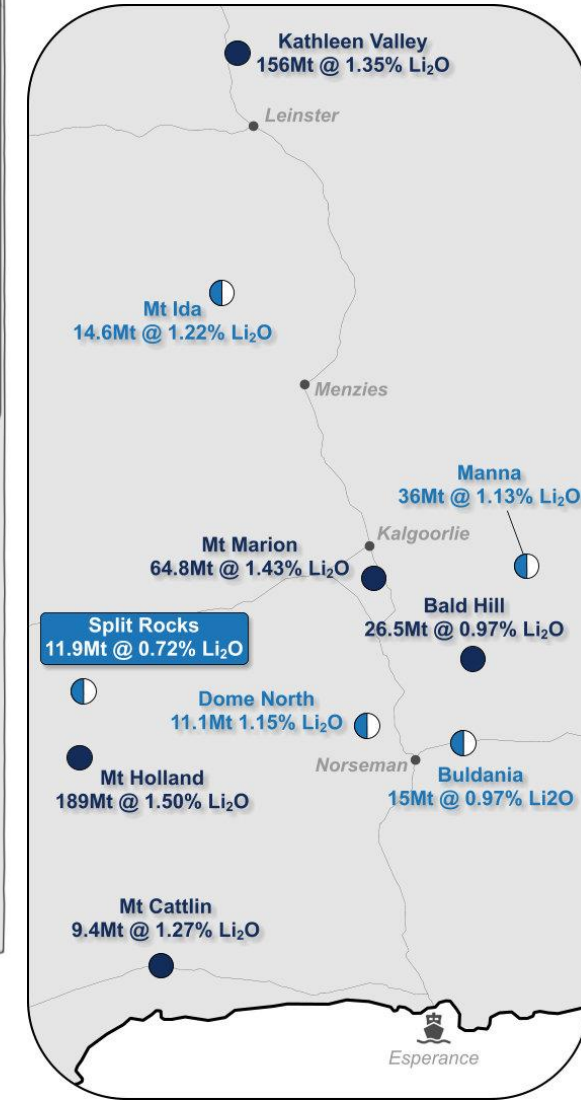 Kathleen Valley
156Mt @ 1.35% Li₂O
Leinster
Mt Ida
14.6Mt @ 1.22% Li₂O
Menzies
Manna
36Mt @ 1.13% Li₂O
Kalgoorlie
Mt Marion
64.8Mt @ 1.43% Li₂O
Bald Hill
26.5Mt @ 0.97% Li₂O
Split Rocks
11.9Mt @ 0.72% Li₂O
Dome North
11.1Mt 1.15% Li₂O
Norseman
Buldania
15Mt @ 0.97% Li2O
Mt Holland
189Mt @ 1.50% Li₂O
Mt Cattlin
9.4Mt @ 1.27% Li₂O
Esperance